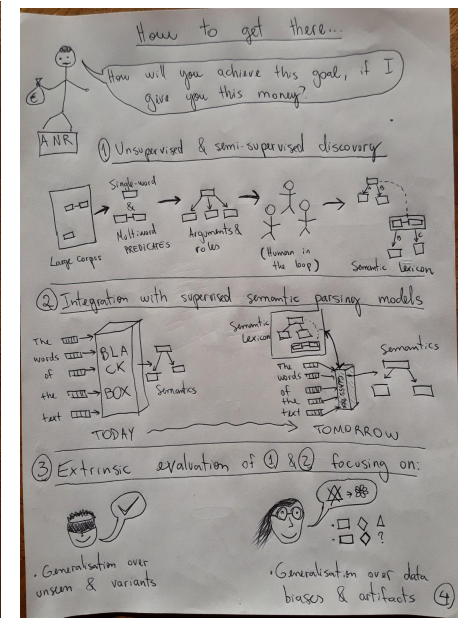 How to get there...
How will you achieve this goal, if I
give you this money?
€
ANR
① Unsupervised & semi-supervised discovery
Single-word
&
Multiword
PREDICATES
Arguments &
roles
(Human in
the loop)
Large Corpus
Semantic Lexicon
② Integration with supervised semantic parsing models
The
words
of
the
text
BLA
CK
BOX
Semantics
Semantic
Lexicon
The
words
of
the
text
Semantics
TODAY
TOMORROW
③ Extrinsic evaluation of ① & ② focusing on:
• Generalisation over
unseen & variants
?
• Generalisation over data
biases & artifacts
④